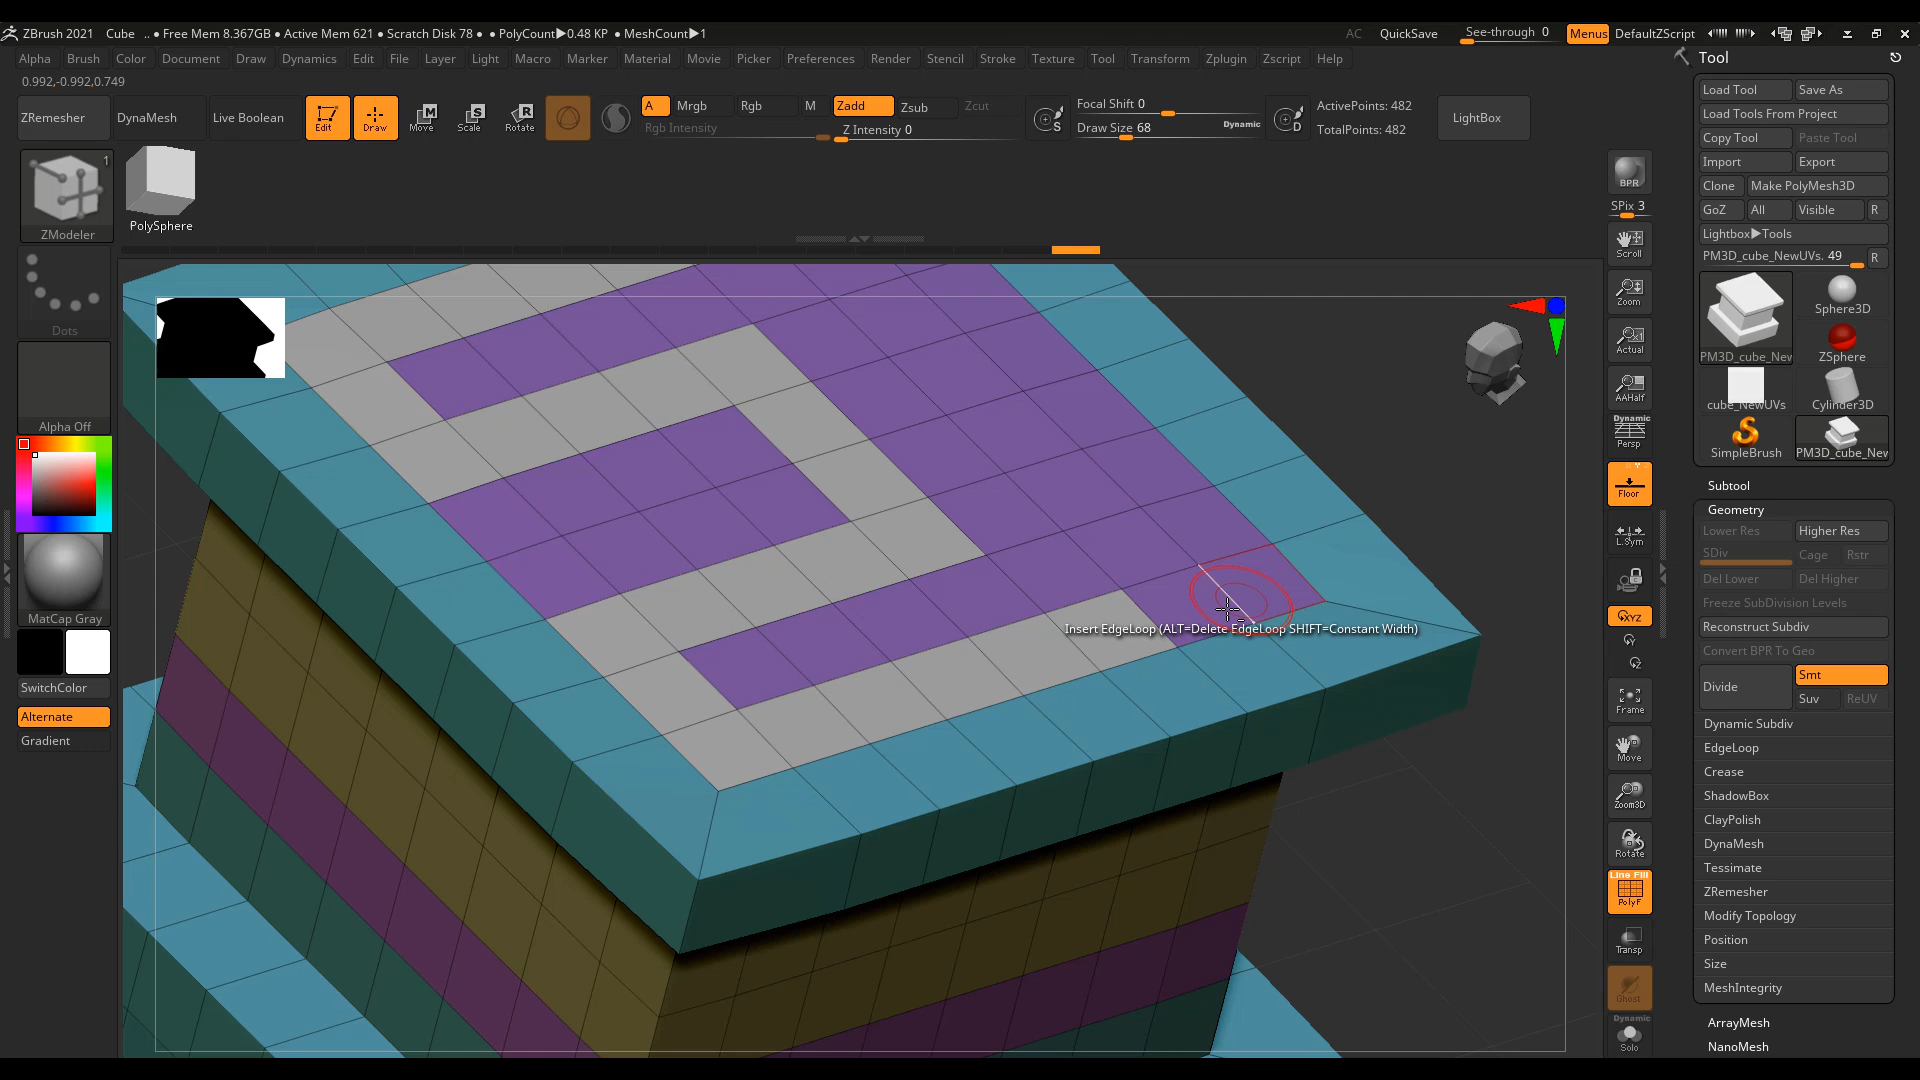 ZBrush 2021 Cube .. • Free Mem 8.367GB • Active Mem 621 • Scratch Disk 78 • • PolyCount▶0.48 KP • MeshCount▶1 AC QuickSave See-through 0 Menus DefaultZScript
Alpha Brush Color Document Draw Dynamics Edit File Layer Light Macro Marker Material Movie Picker Preferences Render Stencil Stroke Texture Tool Transform Zplugin Zscript Help
0.992,-0.992,0.749
ZRemesher DynaMesh Live Boolean Edit Draw Move Scale Rotate
A Mrgb Rgb M Zadd Zsub Zcut
Rgb Intensity Z Intensity 0
S Focal Shift 0
Draw Size 68 Dynamic
D ActivePoints: 482
TotalPoints: 482
LightBox
1
ZModeler
PolySphere
Dots
Alpha Off
MatCap Gray
SwitchColor
Alternate
Gradient
Insert EdgeLoop (ALT=Delete EdgeLoop SHIFT=Constant Width)
BPR
SPix 3
Scroll
Zoom
Actual
AAHalf
Dynamic
Persp
Floor
L.Sym
XYZ
Frame
Move
Zoom3D
Rotate
Line Fill
PolyF
Transp
Ghost
Dynamic
Solo
Tool
Load Tool Save As
Load Tools From Project
Copy Tool Paste Tool
Import Export
Clone Make PolyMesh3D
GoZ All Visible R
Lightbox▶Tools
PM3D_cube_NewUVs. 49 R
Sphere3D
PM3D_cube_New ZSphere
cube_NewUVs Cylinder3D
SimpleBrush PM3D_cube_New
Subtool
Geometry
Lower Res Higher Res
SDiv Cage Rstr
Del Lower Del Higher
Freeze SubDivision Levels
Reconstruct Subdiv
Convert BPR To Geo
Divide Smt
Suv ReUV
Dynamic Subdiv
EdgeLoop
Crease
ShadowBox
ClayPolish
DynaMesh
Tessimate
ZRemesher
Modify Topology
Position
Size
MeshIntegrity
ArrayMesh
NanoMesh